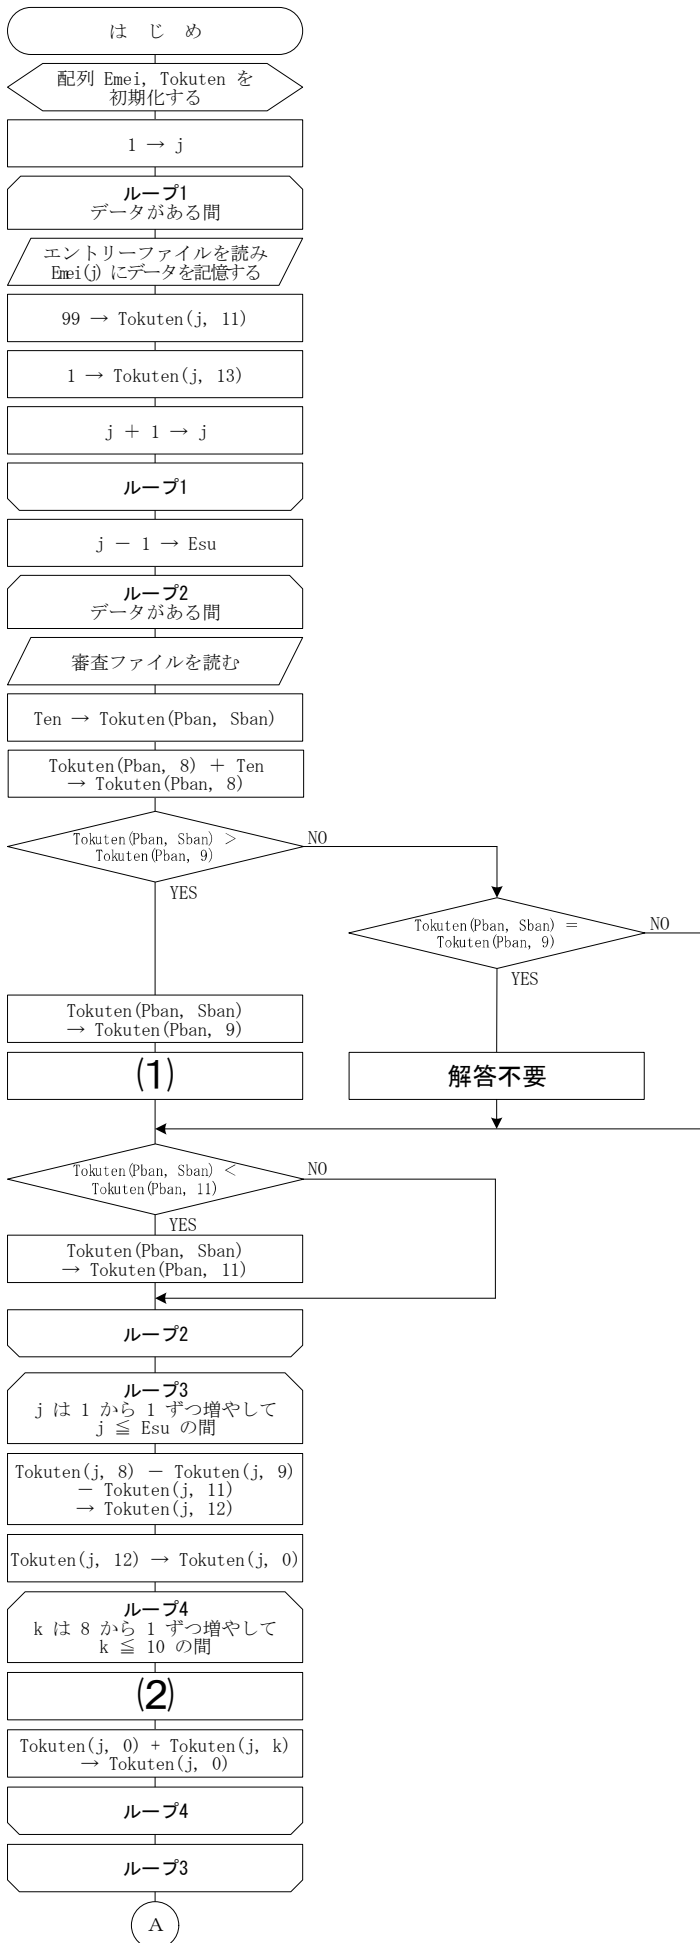 は じ め
配列 Emei, Tokuten を
初期化する
1 → j
ループ1
データがある間
エントリーファイルを読み
Emei(j) にデータを記憶する
99 → Tokuten(j, 11)
1 → Tokuten(j, 13)
j ＋ 1 → j
ループ1
j － 1 → Esu
ループ2
データがある間
審査ファイルを読む
Ten → Tokuten(Pban, Sban)
Tokuten(Pban, 8) ＋ Ten
→ Tokuten(Pban, 8)
Tokuten(Pban, Sban) ＞
Tokuten(Pban, 9)
NO
YES
Tokuten(Pban, Sban) ＝
Tokuten(Pban, 9)
NO
YES
Tokuten(Pban, Sban)
→ Tokuten(Pban, 9)
(1)
解答不要
Tokuten(Pban, Sban) ＜
Tokuten(Pban, 11)
NO
YES
Tokuten(Pban, Sban)
→ Tokuten(Pban, 11)
ループ2
ループ3
j は 1 から 1 ずつ増やして
j ≦ Esu の間
Tokuten(j, 8) － Tokuten(j, 9)
－ Tokuten(j, 11)
→ Tokuten(j, 12)
Tokuten(j, 12) → Tokuten(j, 0)
ループ4
k は 8 から 1 ずつ増やして
k ≦ 10 の間
(2)
Tokuten(j, 0) + Tokuten(j, k)
→ Tokuten(j, 0)
ループ4
ループ3
A